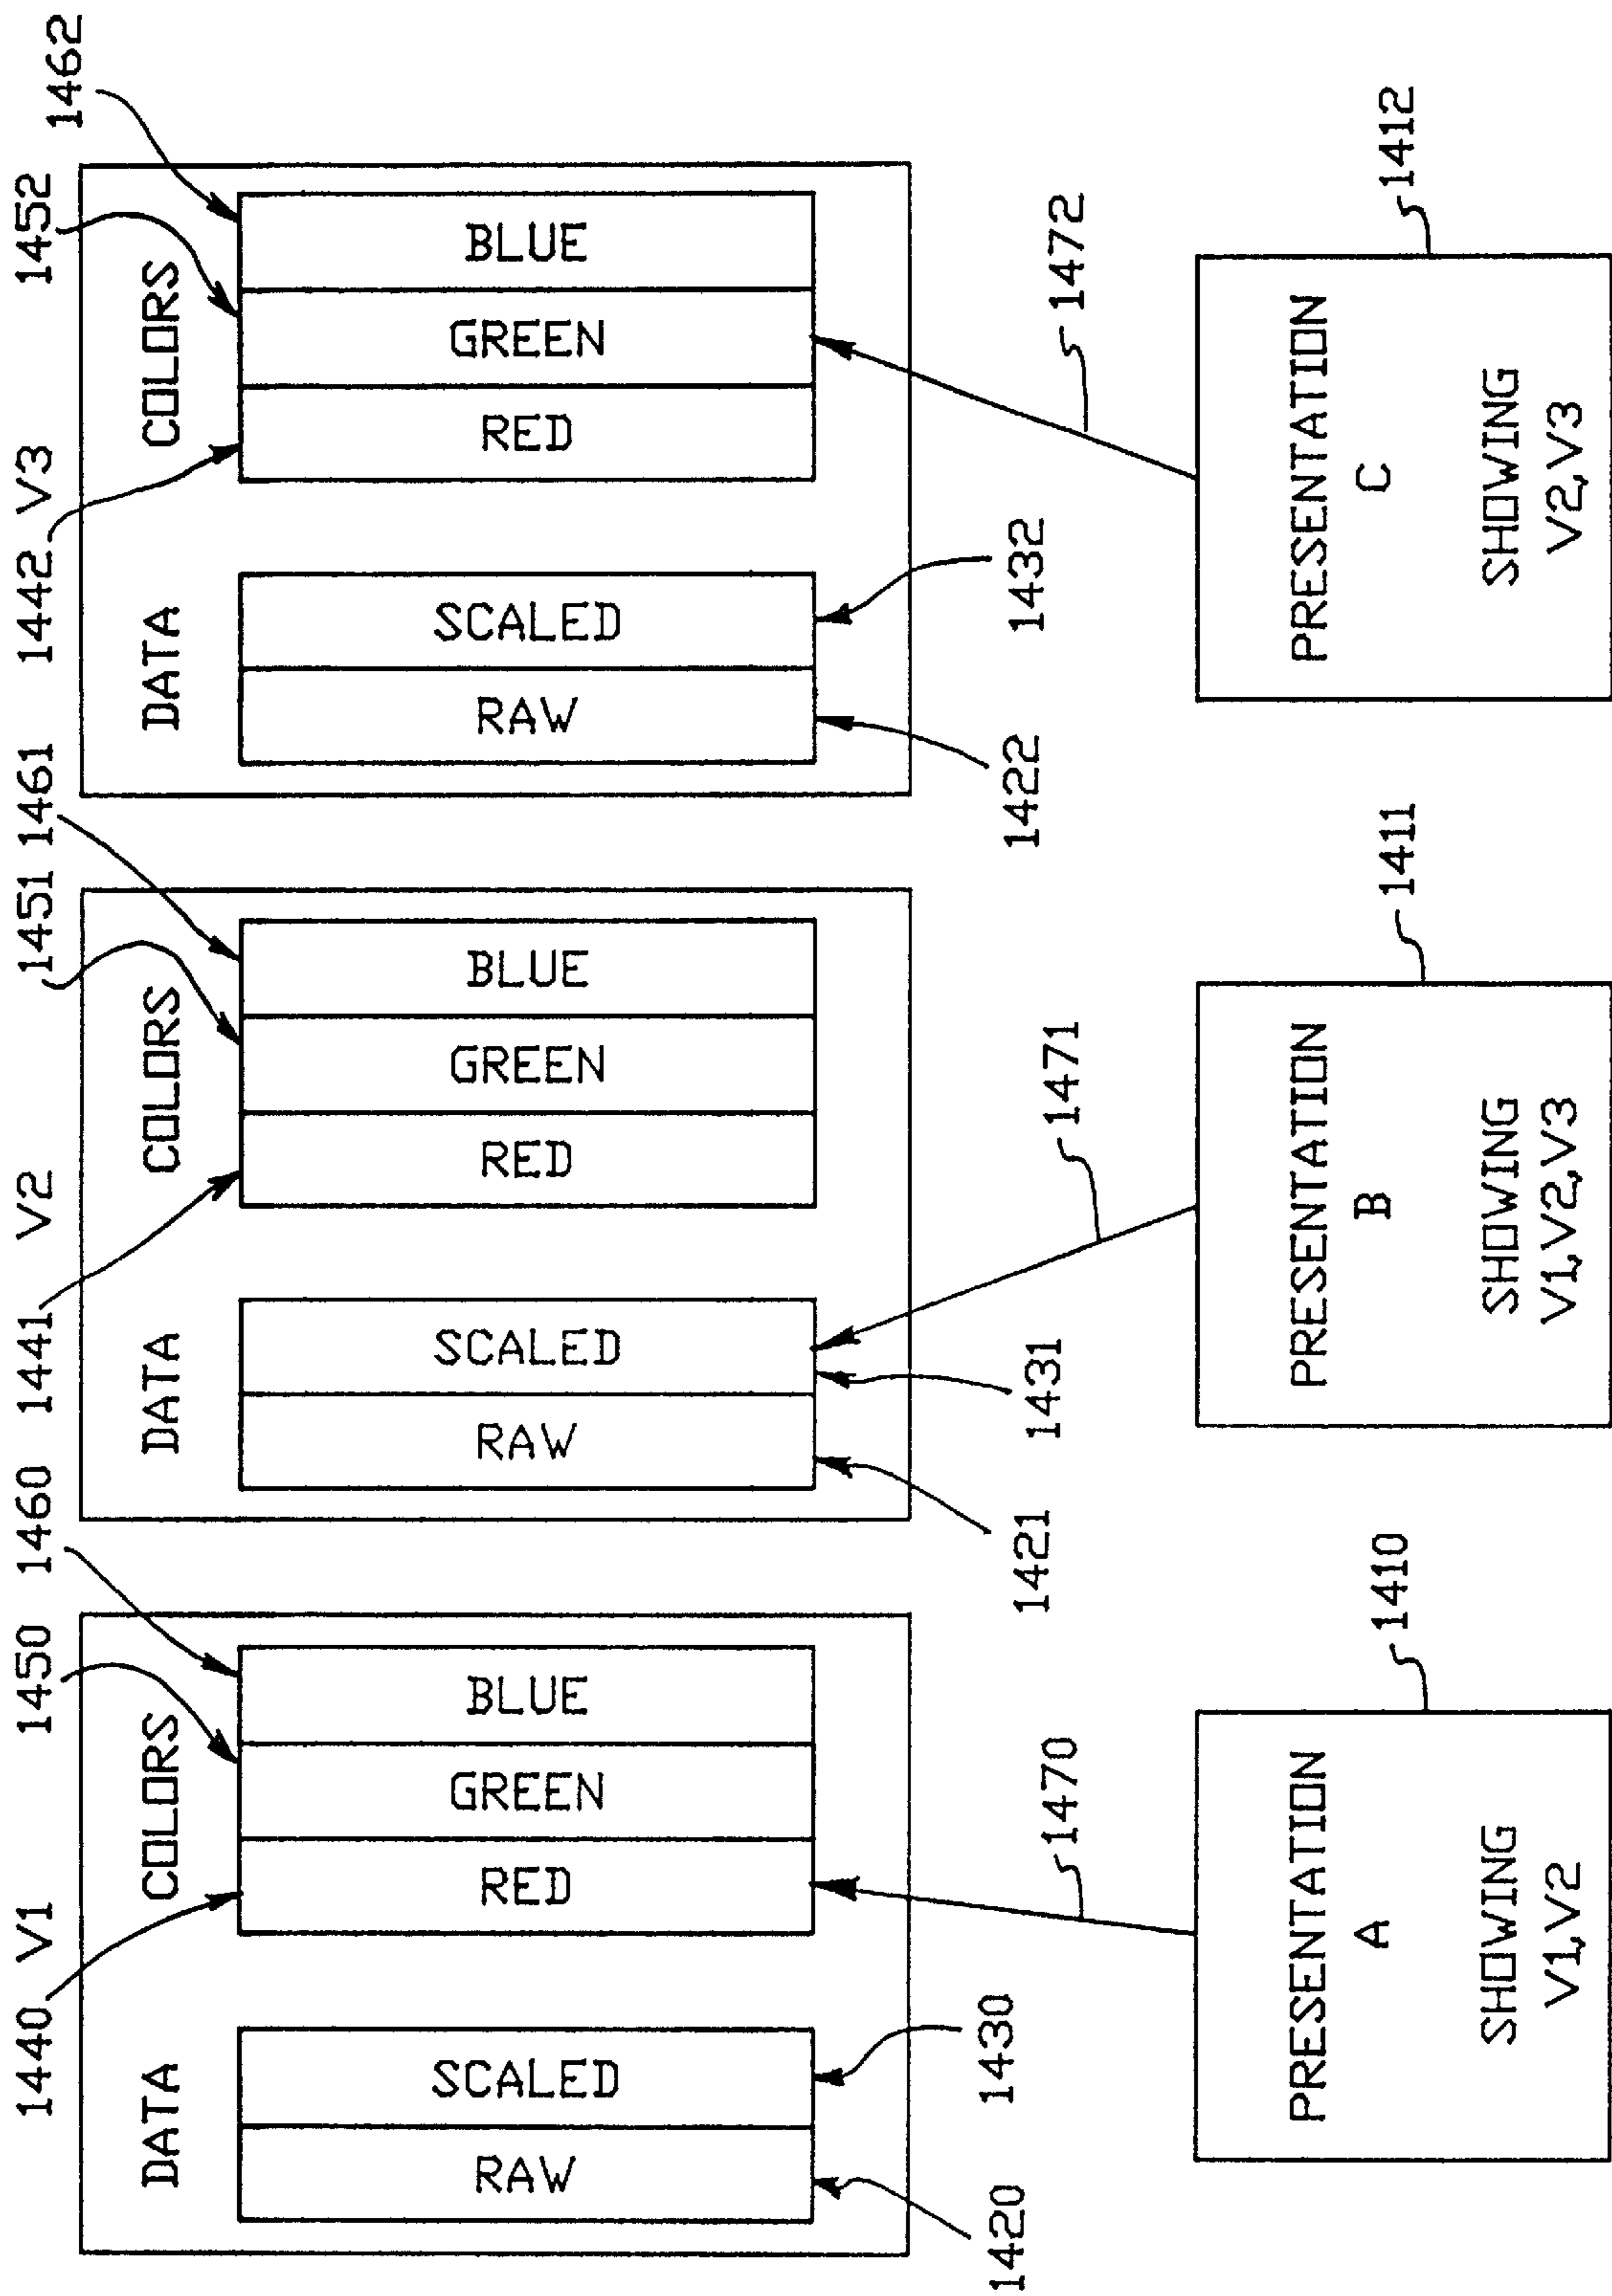 1440 V1 1450 1460
DATA
COLORS
RAW
SCALED
RED
GREEN
BLUE
1420
1430
1470
PRESENTATION
A
SHOWING
V1,V2
1410
1441 V2 1451 1461
DATA
COLORS
RAW
SCALED
RED
GREEN
BLUE
1421
1431
1471
PRESENTATION
B
SHOWING
V1,V2,V3
1411
1442 V3 1452 1462
DATA
COLORS
RAW
SCALED
RED
GREEN
BLUE
1422
1432
1472
PRESENTATION
C
SHOWING
V2,V3
1412